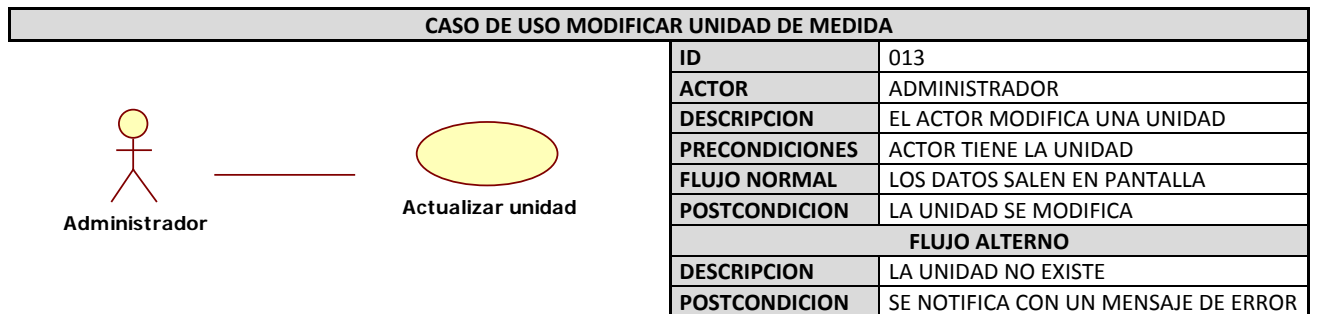 CASO DE USO MODIFICAR UNIDAD DE MEDIDA
Administrador
Actualizar unidad
ID 013
ACTOR ADMINISTRADOR
DESCRIPCION EL ACTOR MODIFICA UNA UNIDAD
PRECONDICIONES ACTOR TIENE LA UNIDAD
FLUJO NORMAL LOS DATOS SALEN EN PANTALLA
POSTCONDICION LA UNIDAD SE MODIFICA
FLUJO ALTERNO
DESCRIPCION LA UNIDAD NO EXISTE
POSTCONDICION SE NOTIFICA CON UN MENSAJE DE ERROR